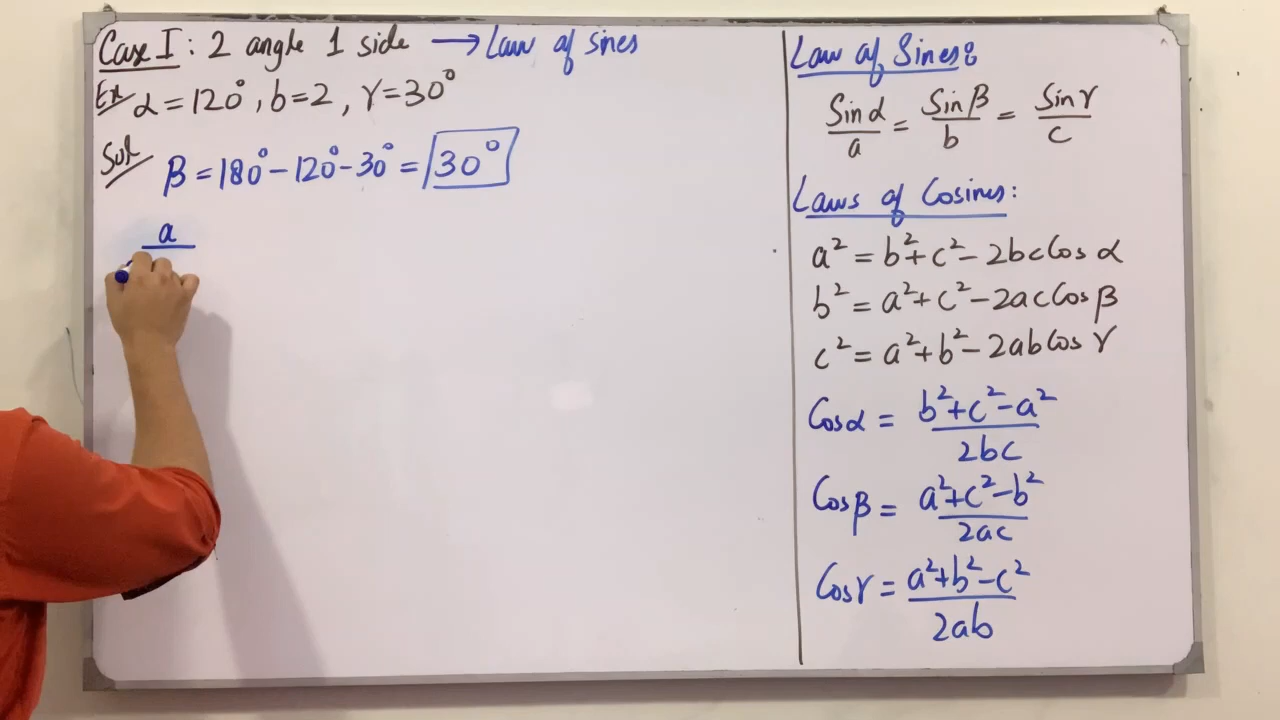 Case I : 2 angle 1 side → Law of sines
Ex α = 120°, b = 2, γ = 30°
Sol β = 180° - 120° - 30° = 30°
a
Law of Sines:
Sin α / a = Sin β / b = Sin γ / c
Laws of Cosines:
a² = b² + c² - 2bc Cos α
b² = a² + c² - 2ac Cos β
c² = a² + b² - 2ab Cos γ
Cos α = b² + c² - a² / 2bc
Cos β = a² + c² - b² / 2ac
Cos γ = a² + b² - c² / 2ab